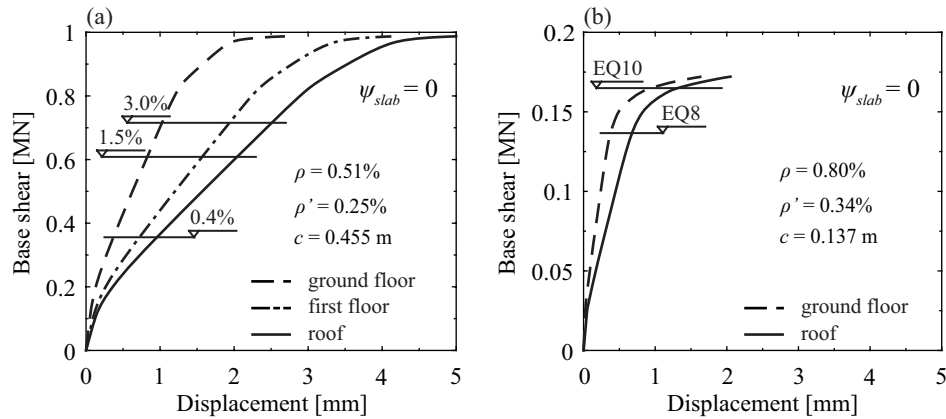 (a)
Base shear [MN]
1
0.8
0.6
0.4
0.2
0
0
1
2
3
4
5
Displacement [mm]
ψslab = 0
3.0%
1.5%
0.4%
ρ = 0.51%
ρ’ = 0.25%
c = 0.455 m
ground floor
first floor
roof
(b)
Base shear [MN]
0.2
0.15
0.10
0.05
0
0
1
2
3
4
5
Displacement [mm]
EQ10
ψslab = 0
EQ8
ρ = 0.80%
ρ’ = 0.34%
c = 0.137 m
ground floor
roof